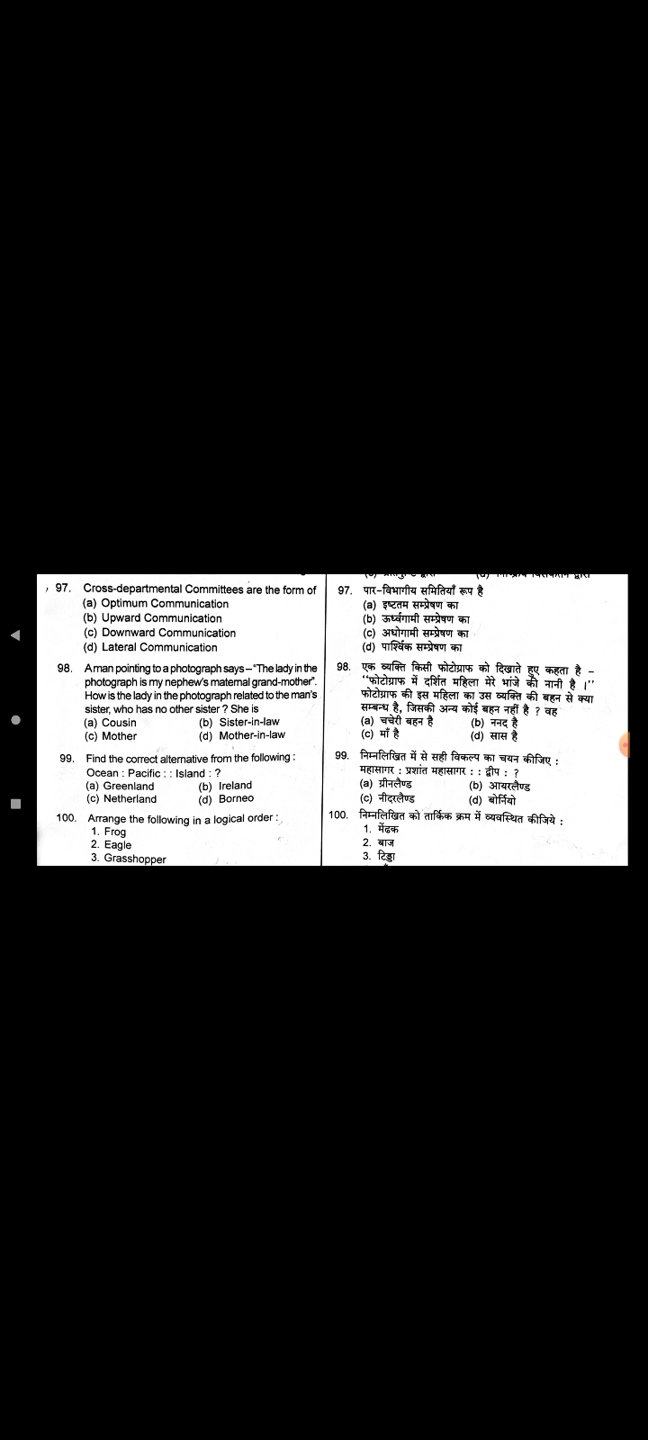 97. Cross-departmental Committees are the form of
(a) Optimum Communication
(b) Upward Communication
(c) Downward Communication
(d) Lateral Communication
98. A man pointing to a photograph says – "The lady in the
photograph is my nephew's maternal grand-mother".
How is the lady in the photograph related to the man's
sister, who has no other sister ? She is
(a) Cousin (b) Sister-in-law
(c) Mother (d) Mother-in-law
99. Find the correct alternative from the following :
Ocean : Pacific : : Island : ?
(a) Greenland (b) Ireland
(c) Netherland (d) Borneo
100. Arrange the following in a logical order :
1. Frog
2. Eagle
3. Grasshopper
97. पार-विभागीय समितियाँ रूप है
(a) इष्टतम सम्प्रेषण का
(b) ऊर्ध्वगामी सम्प्रेषण का
(c) अधोगामी सम्प्रेषण का
(d) पार्श्विक सम्प्रेषण का
98. एक व्यक्ति किसी फोटोग्राफ को दिखाते हुए कहता है –
"फोटोग्राफ में दर्शित महिला मेरे भांजे की नानी है ।"
फोटोग्राफ की इस महिला का उस व्यक्ति की बहन से क्या
सम्बन्ध है, जिसकी अन्य कोई बहन नहीं है ? वह
(a) चचेरी बहन है (b) ननद है
(c) माँ है (d) सास है
99. निम्नलिखित में से सही विकल्प का चयन कीजिए :
महासागर : प्रशांत महासागर : : द्वीप : ?
(a) ग्रीनलैण्ड (b) आयरलैण्ड
(c) नीदरलैण्ड (d) बोर्नियो
100. निम्नलिखित को तार्किक क्रम में व्यवस्थित कीजिये :
1. मेंढक
2. बाज
3. टिड्डा